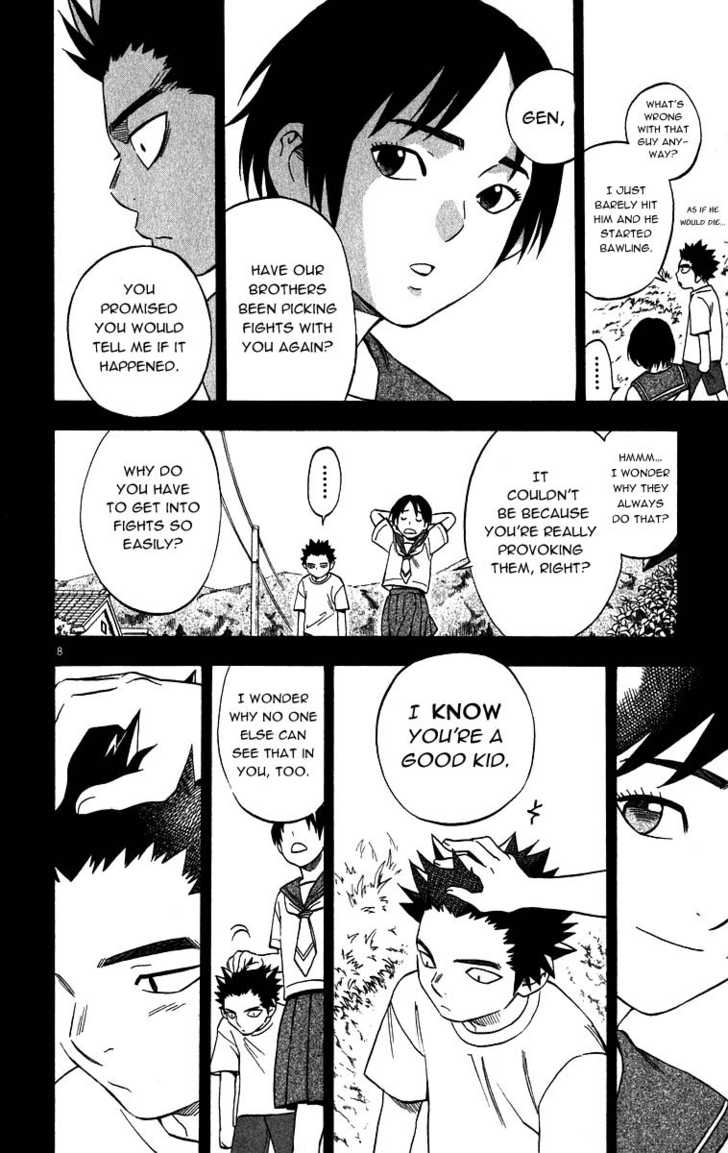 WHAT'S
WRONG
WITH THAT
GUY ANY-
WAY?
I JUST
BARELY HIT
HIM AND HE
STARTED
BAWLING.
AS IF HE
WOULD DIE...
......
GEN,
HAVE OUR
BROTHERS
BEEN PICKING
FIGHTS WITH
YOU AGAIN?
YOU
PROMISED
YOU WOULD
TELL ME IF IT
HAPPENED.
HMMM...
I WONDER
WHY THEY
ALWAYS
DO THAT?
IT
COULDN'T
BE BECAUSE
YOU'RE REALLY
PROVOKING
THEM, RIGHT?
......
WHY DO
YOU HAVE
TO GET INTO
FIGHTS SO
EASILY?
8
I KNOW
YOU'RE A
GOOD KID.
I WONDER
WHY NO ONE
ELSE CAN
SEE THAT IN
YOU, TOO.